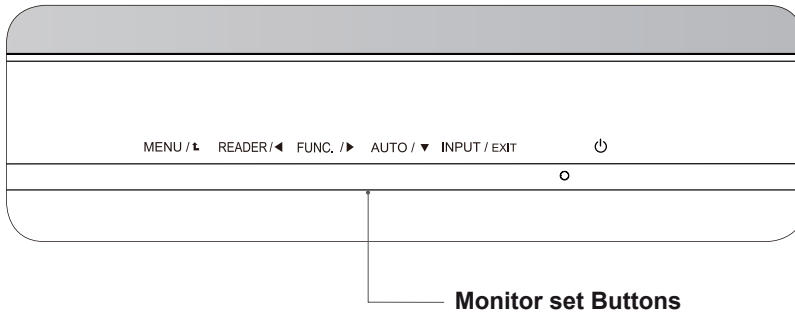 MENU / ⮤ READER/◀ FUNC. /▶ AUTO / ▼ INPUT / EXIT
Monitor set Buttons